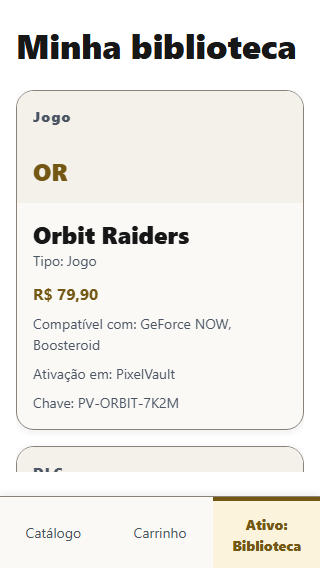 Minha biblioteca
Jogo
OR
Orbit Raiders
Tipo: Jogo
R$ 79,90
Compatível com: GeForce NOW,
Boosteroid
Ativação em: PixelVault
Chave: PV-ORBIT-7K2M
DLC
Catálogo
Carrinho
Ativo:
Biblioteca